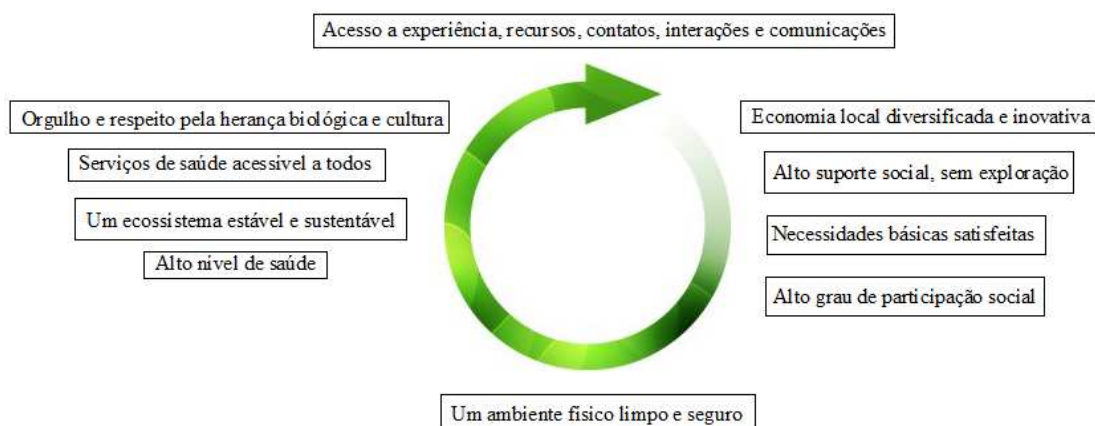 Acesso a experiência, recursos, contatos, interações e comunicações
Orgulho e respeito pela herança biológica e cultura
Economia local diversificada e inovativa
Serviços de saúde acessível a todos
Alto suporte social, sem exploração
Um ecossistema estável e sustentável
Necessidades básicas satisfeitas
Alto nível de saúde
Alto grau de participação social
Um ambiente físico limpo e seguro